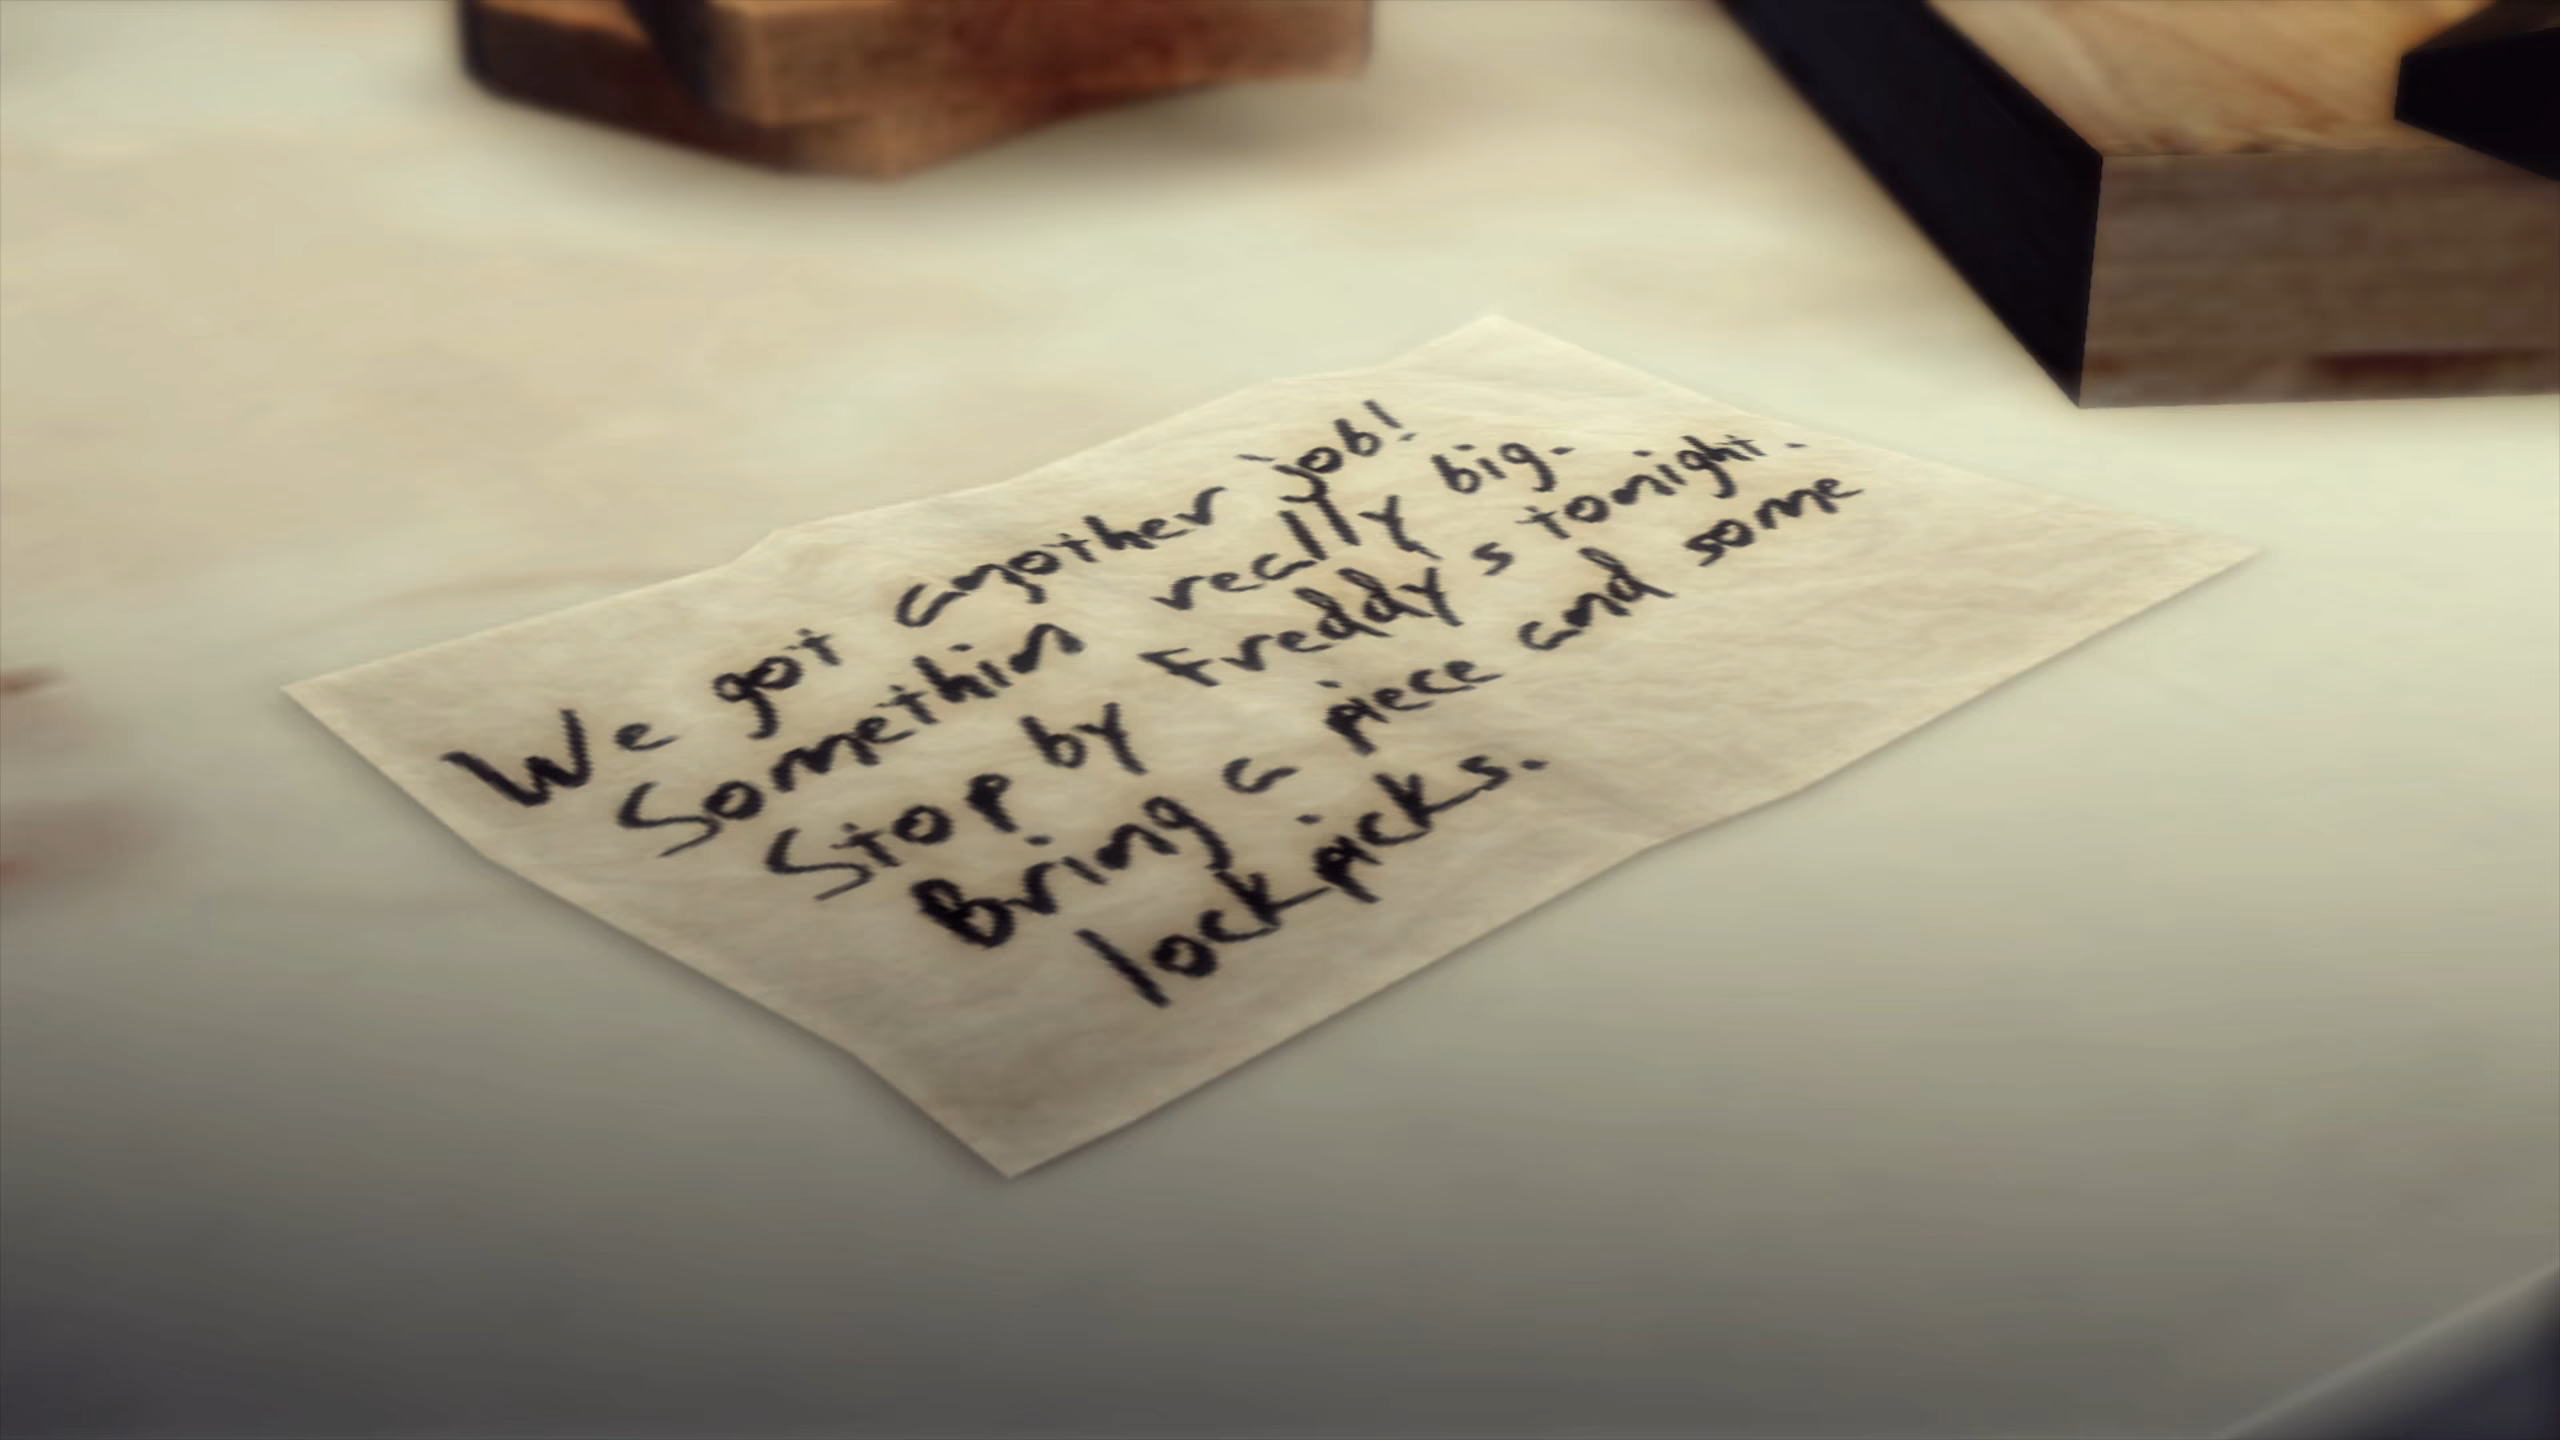 We got another job!
Somethin really big.
Stop by Freddy s tonight.
Bring a piece and some
lockpicks.